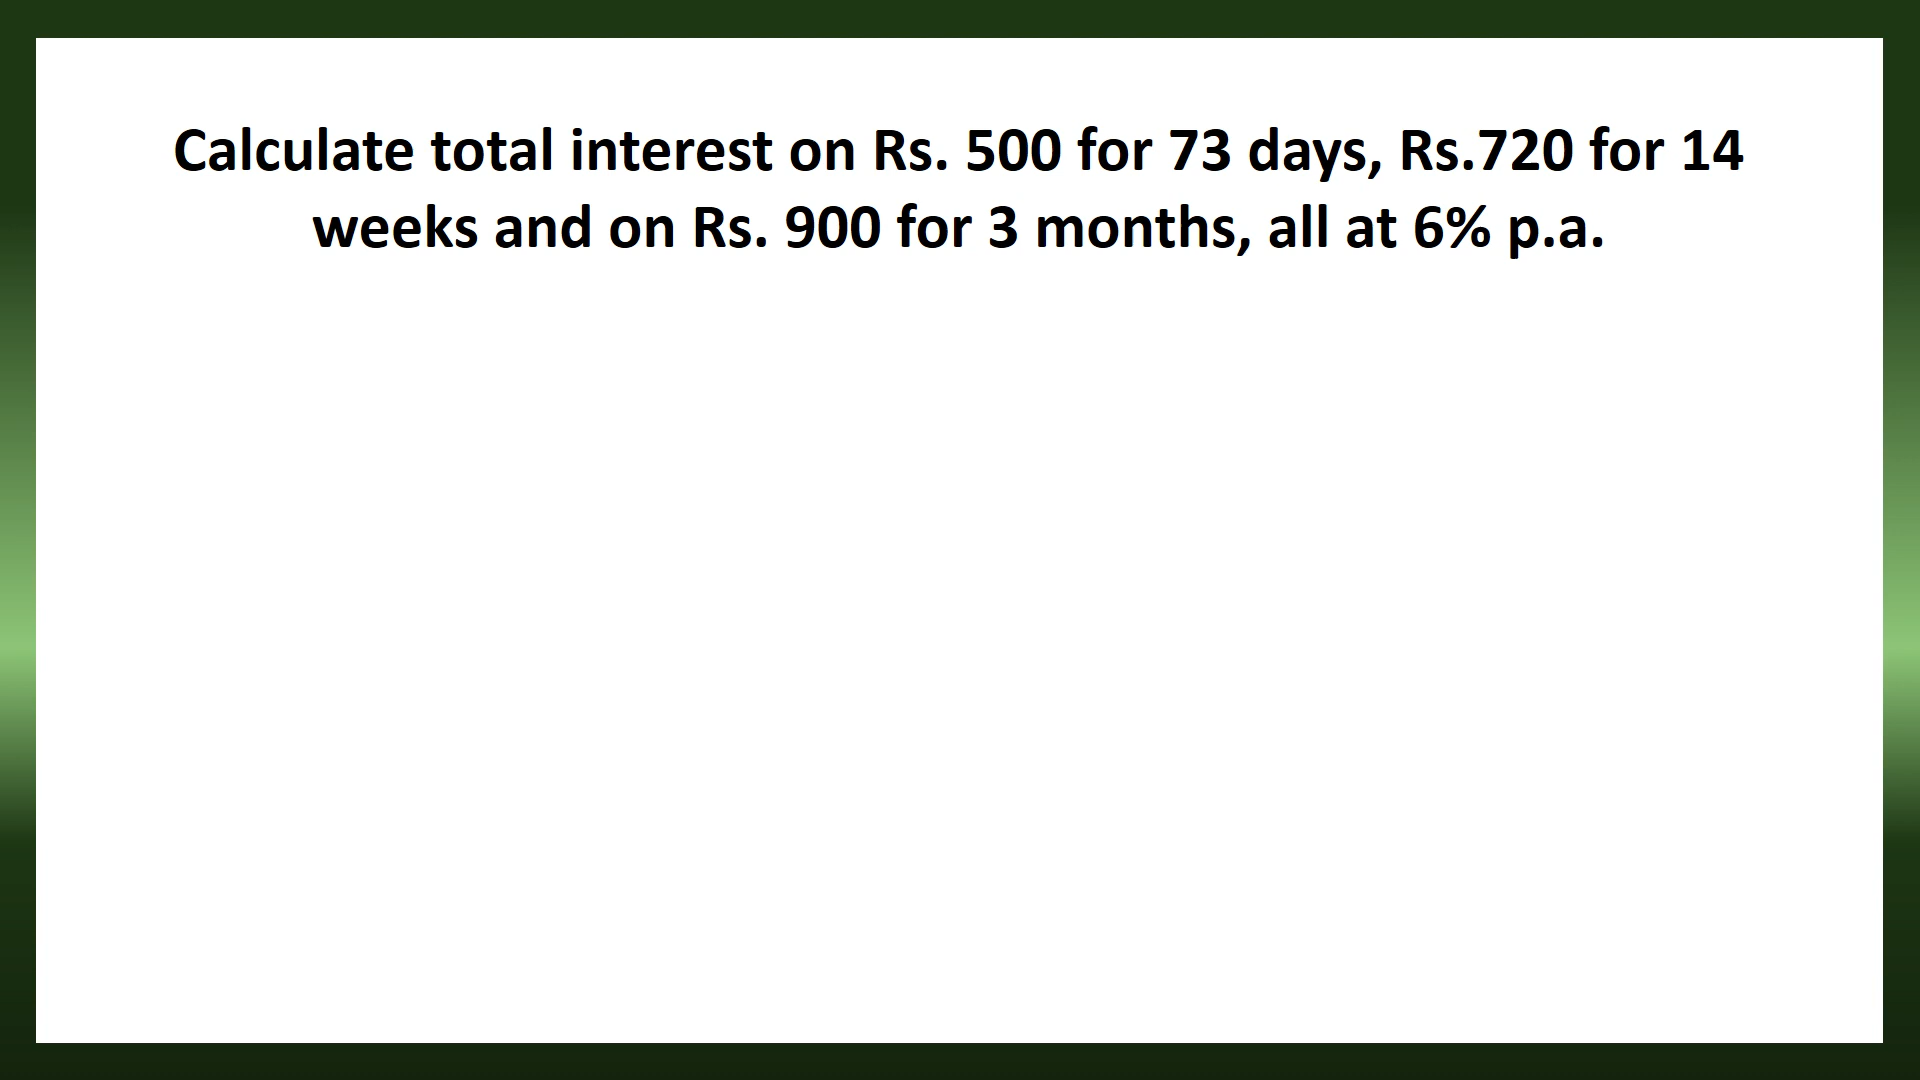 Calculate total interest on Rs. 500 for 73 days, Rs.720 for 14
weeks and on Rs. 900 for 3 months, all at 6% p.a.